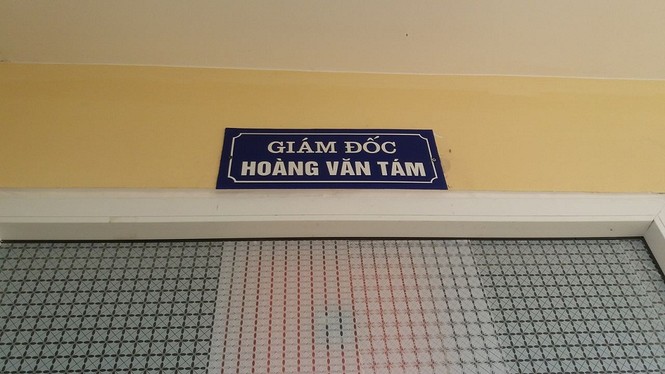 GIÁM ĐỐC
HOÀNG VĂN TÁM